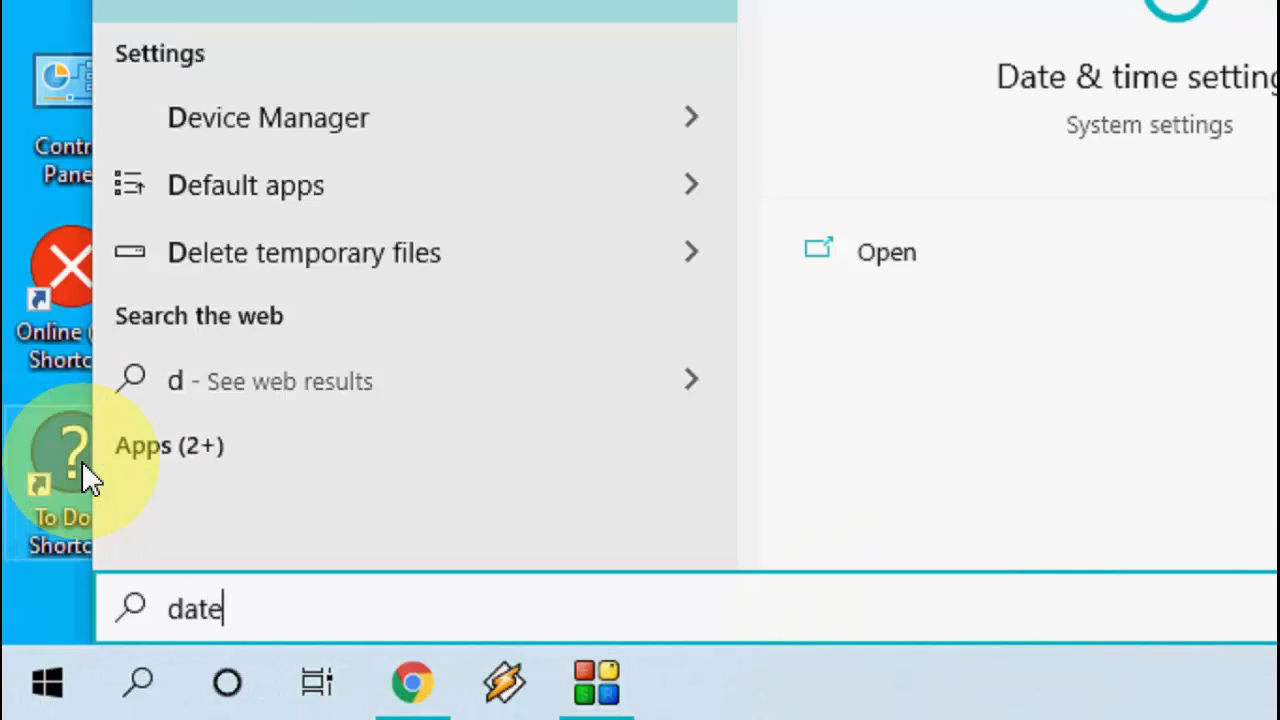 Contr
Pane
Online (
Shortc
?
To Do
Shortc
Settings
Device Manager
Default apps
Delete temporary files
Search the web
d - See web results
Apps (2+)
date
Date & time setting
System settings
Open